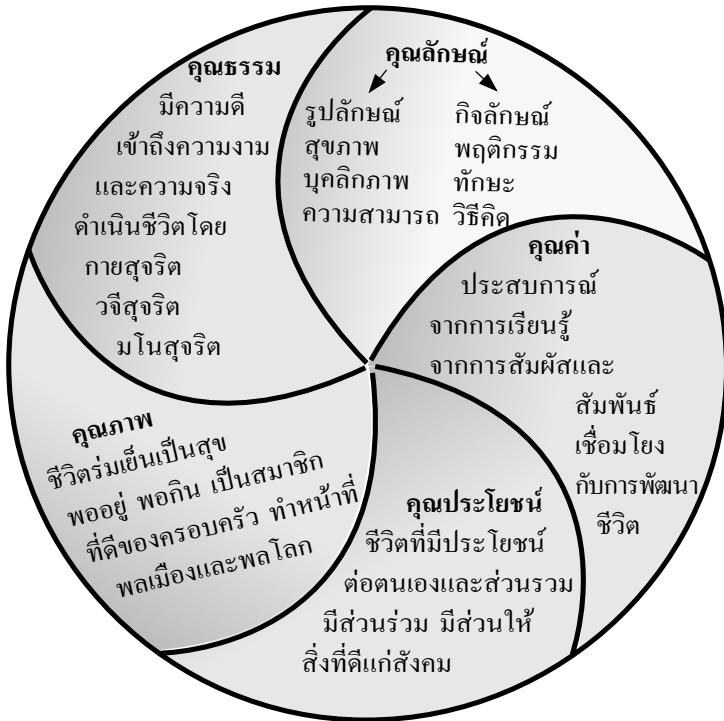 คุณธรรม
มีความดี
เข้าถึงความงาม
และความจริง
ดำเนินชีวิตโดย
กายสุจริต
วจีสุจริต
มโนสุจริต
คุณลักษณ์
รูปลักษณ์
สุขภาพ
บุคลิกภาพ
ความสามารถ
กิจลักษณ์
พฤติกรรม
ทักษะ
วิธีคิด
คุณค่า
ประสบการณ์
จากการเรียนรู้
จากการสัมผัสและ
สัมพันธ์
เชื่อมโยง
กับการพัฒนา
ชีวิต
คุณประโยชน์
ชีวิตที่มีประโยชน์
ต่อตนเองและส่วนรวม
มีส่วนร่วม มีส่วนให้
สิ่งที่ดีแก่สังคม
คุณภาพ
ชีวิตร่มเย็นเป็นสุข
พออยู่ พอกิน เป็นสมาชิก
ที่ดีของครอบครัว ทำหน้าที่
พลเมืองและพลโลก